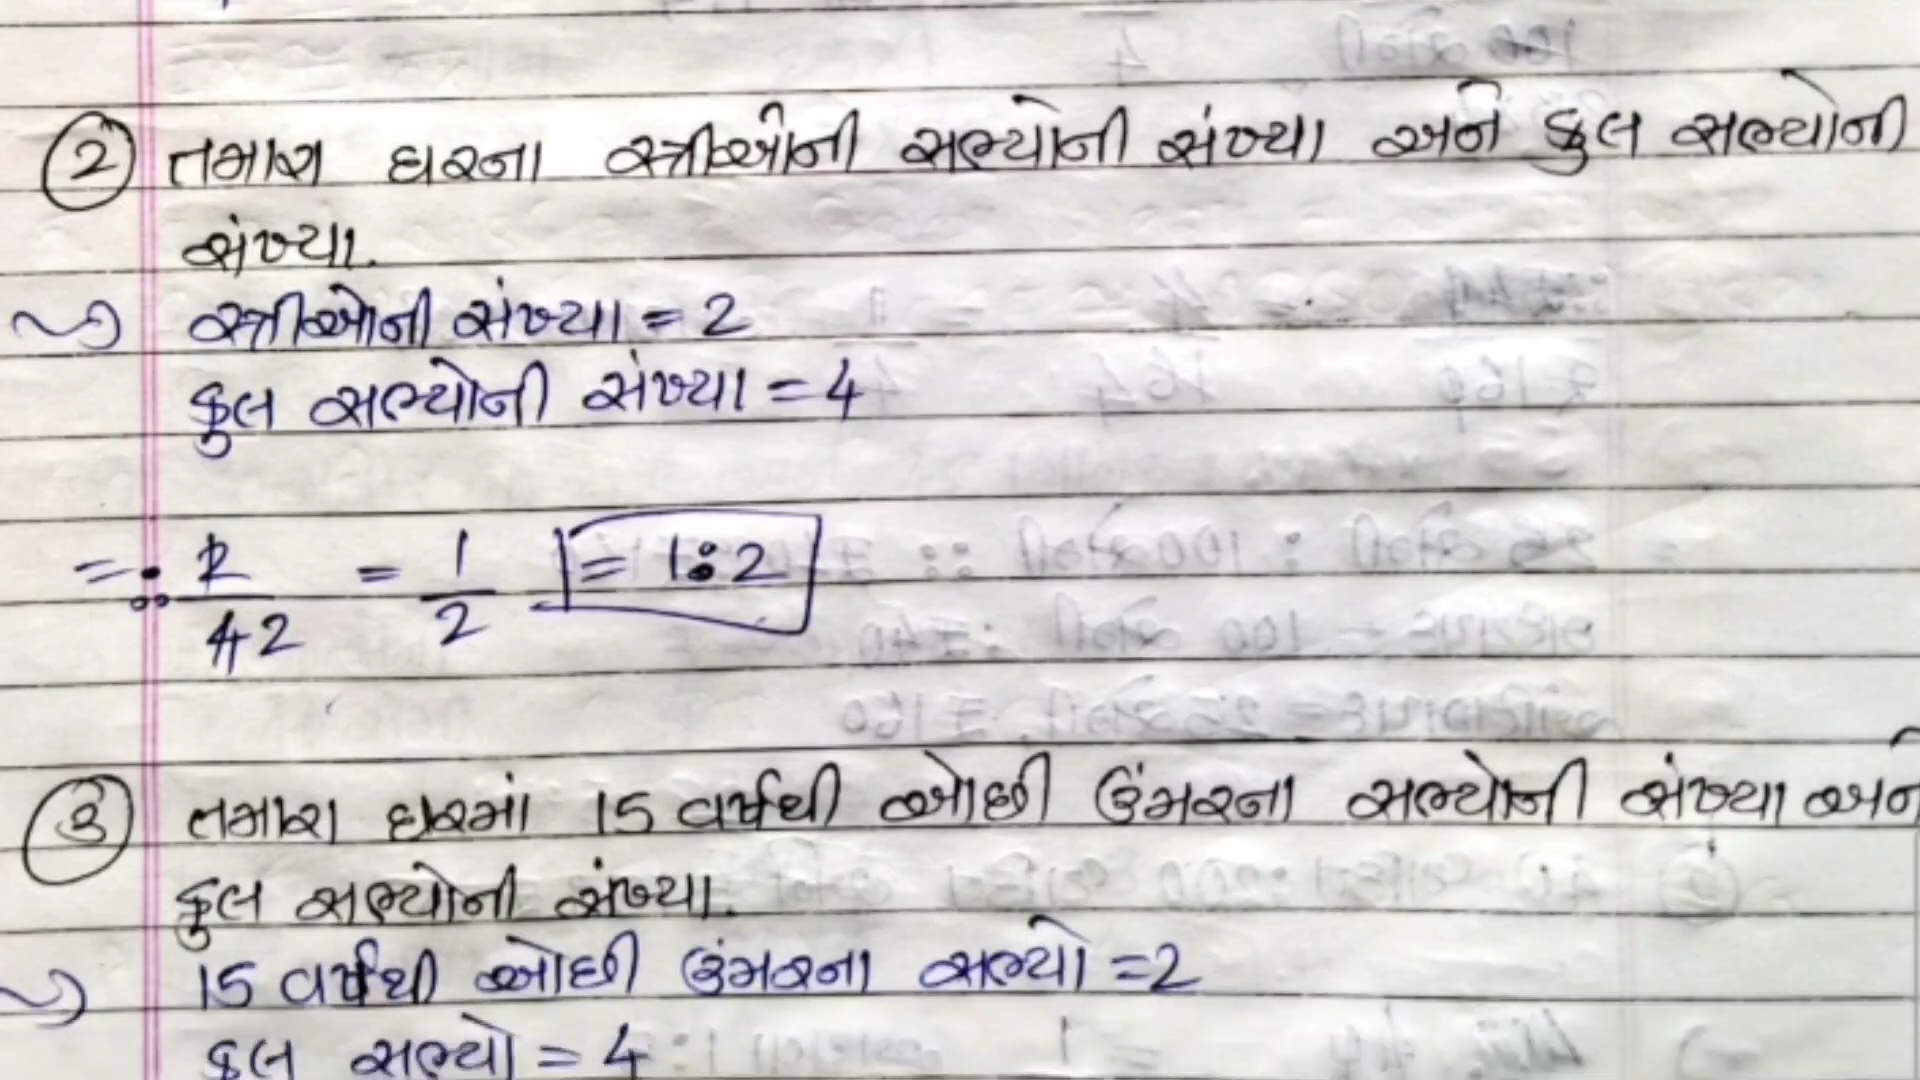 ② તમારા ઘરના સ્ત્રીઓની સભ્યોની સંખ્યા અને કુલ સભ્યોની
સંખ્યા.
સ્ત્રીઓની સંખ્યા = 2
કુલ સભ્યોની સંખ્યા = 4
= 2/4 2 = 1/2 = 1:2
③ તમારા ઘરમાં 15 વર્ષથી ઓછી ઉંમરના સભ્યોની સંખ્યા અને
કુલ સભ્યોની સંખ્યા.
15 વર્ષથી ઓછી ઉંમરના સભ્યો = 2
કુલ સભ્યો = 4